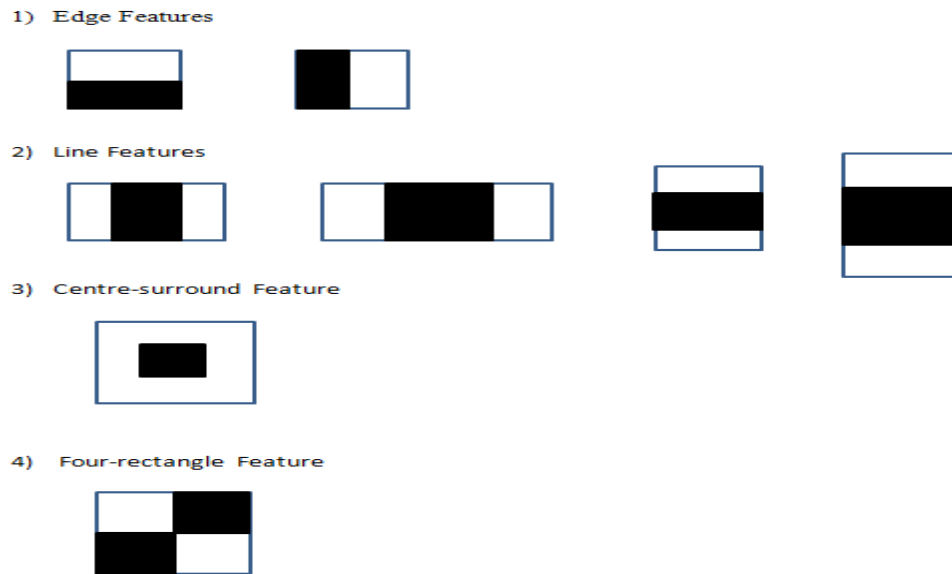 1) Edge Features
2) Line Features
3) Centre-surround Feature
4) Four-rectangle Feature